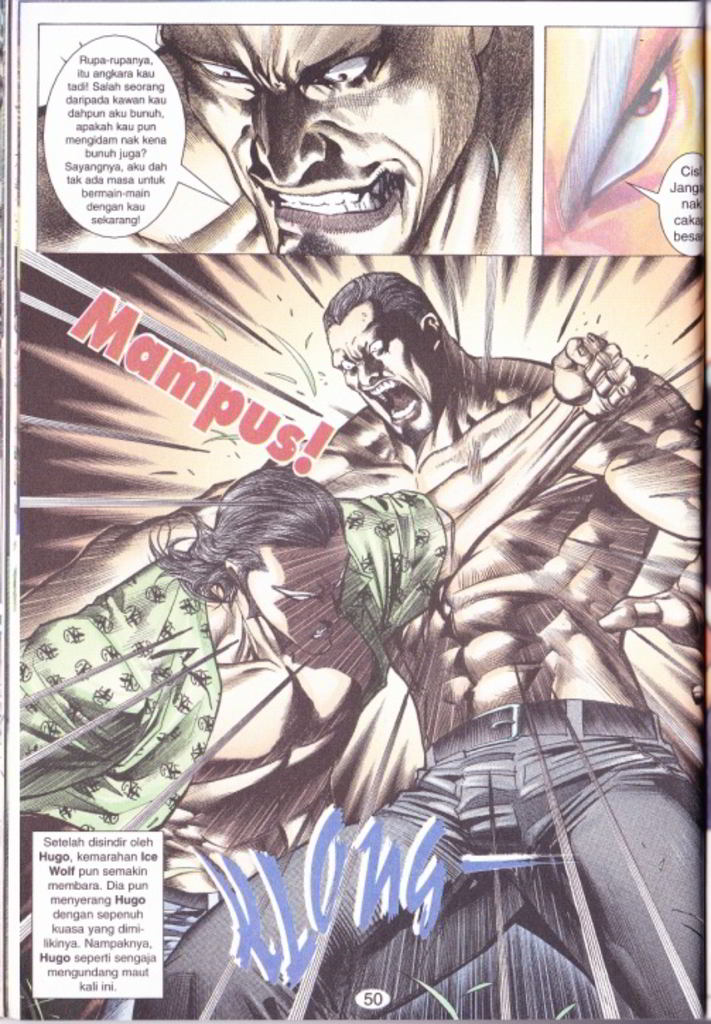 Rupa-rupanya,
itu angkara kau
tadi! Salah seorang
daripada kawan kau
dahpun aku bunuh,
apakah kau pun
mengidam nak kena
bunuh juga?
Sayangnya, aku dah
tak ada masa untuk
bermain-main
dengan kau
sekarang!
nak
Mampus!
Setelah disindir oleh
Hugo, kemarahan Ice
Wolf pun semakin
membara. Dia pun
menyerang Hugo
dengan sepenuh
kuasa yang dimi-
likinya. Nampaknya,
Hugo seperti sengaja
mengundang maut
kali ini.
KLONG
50